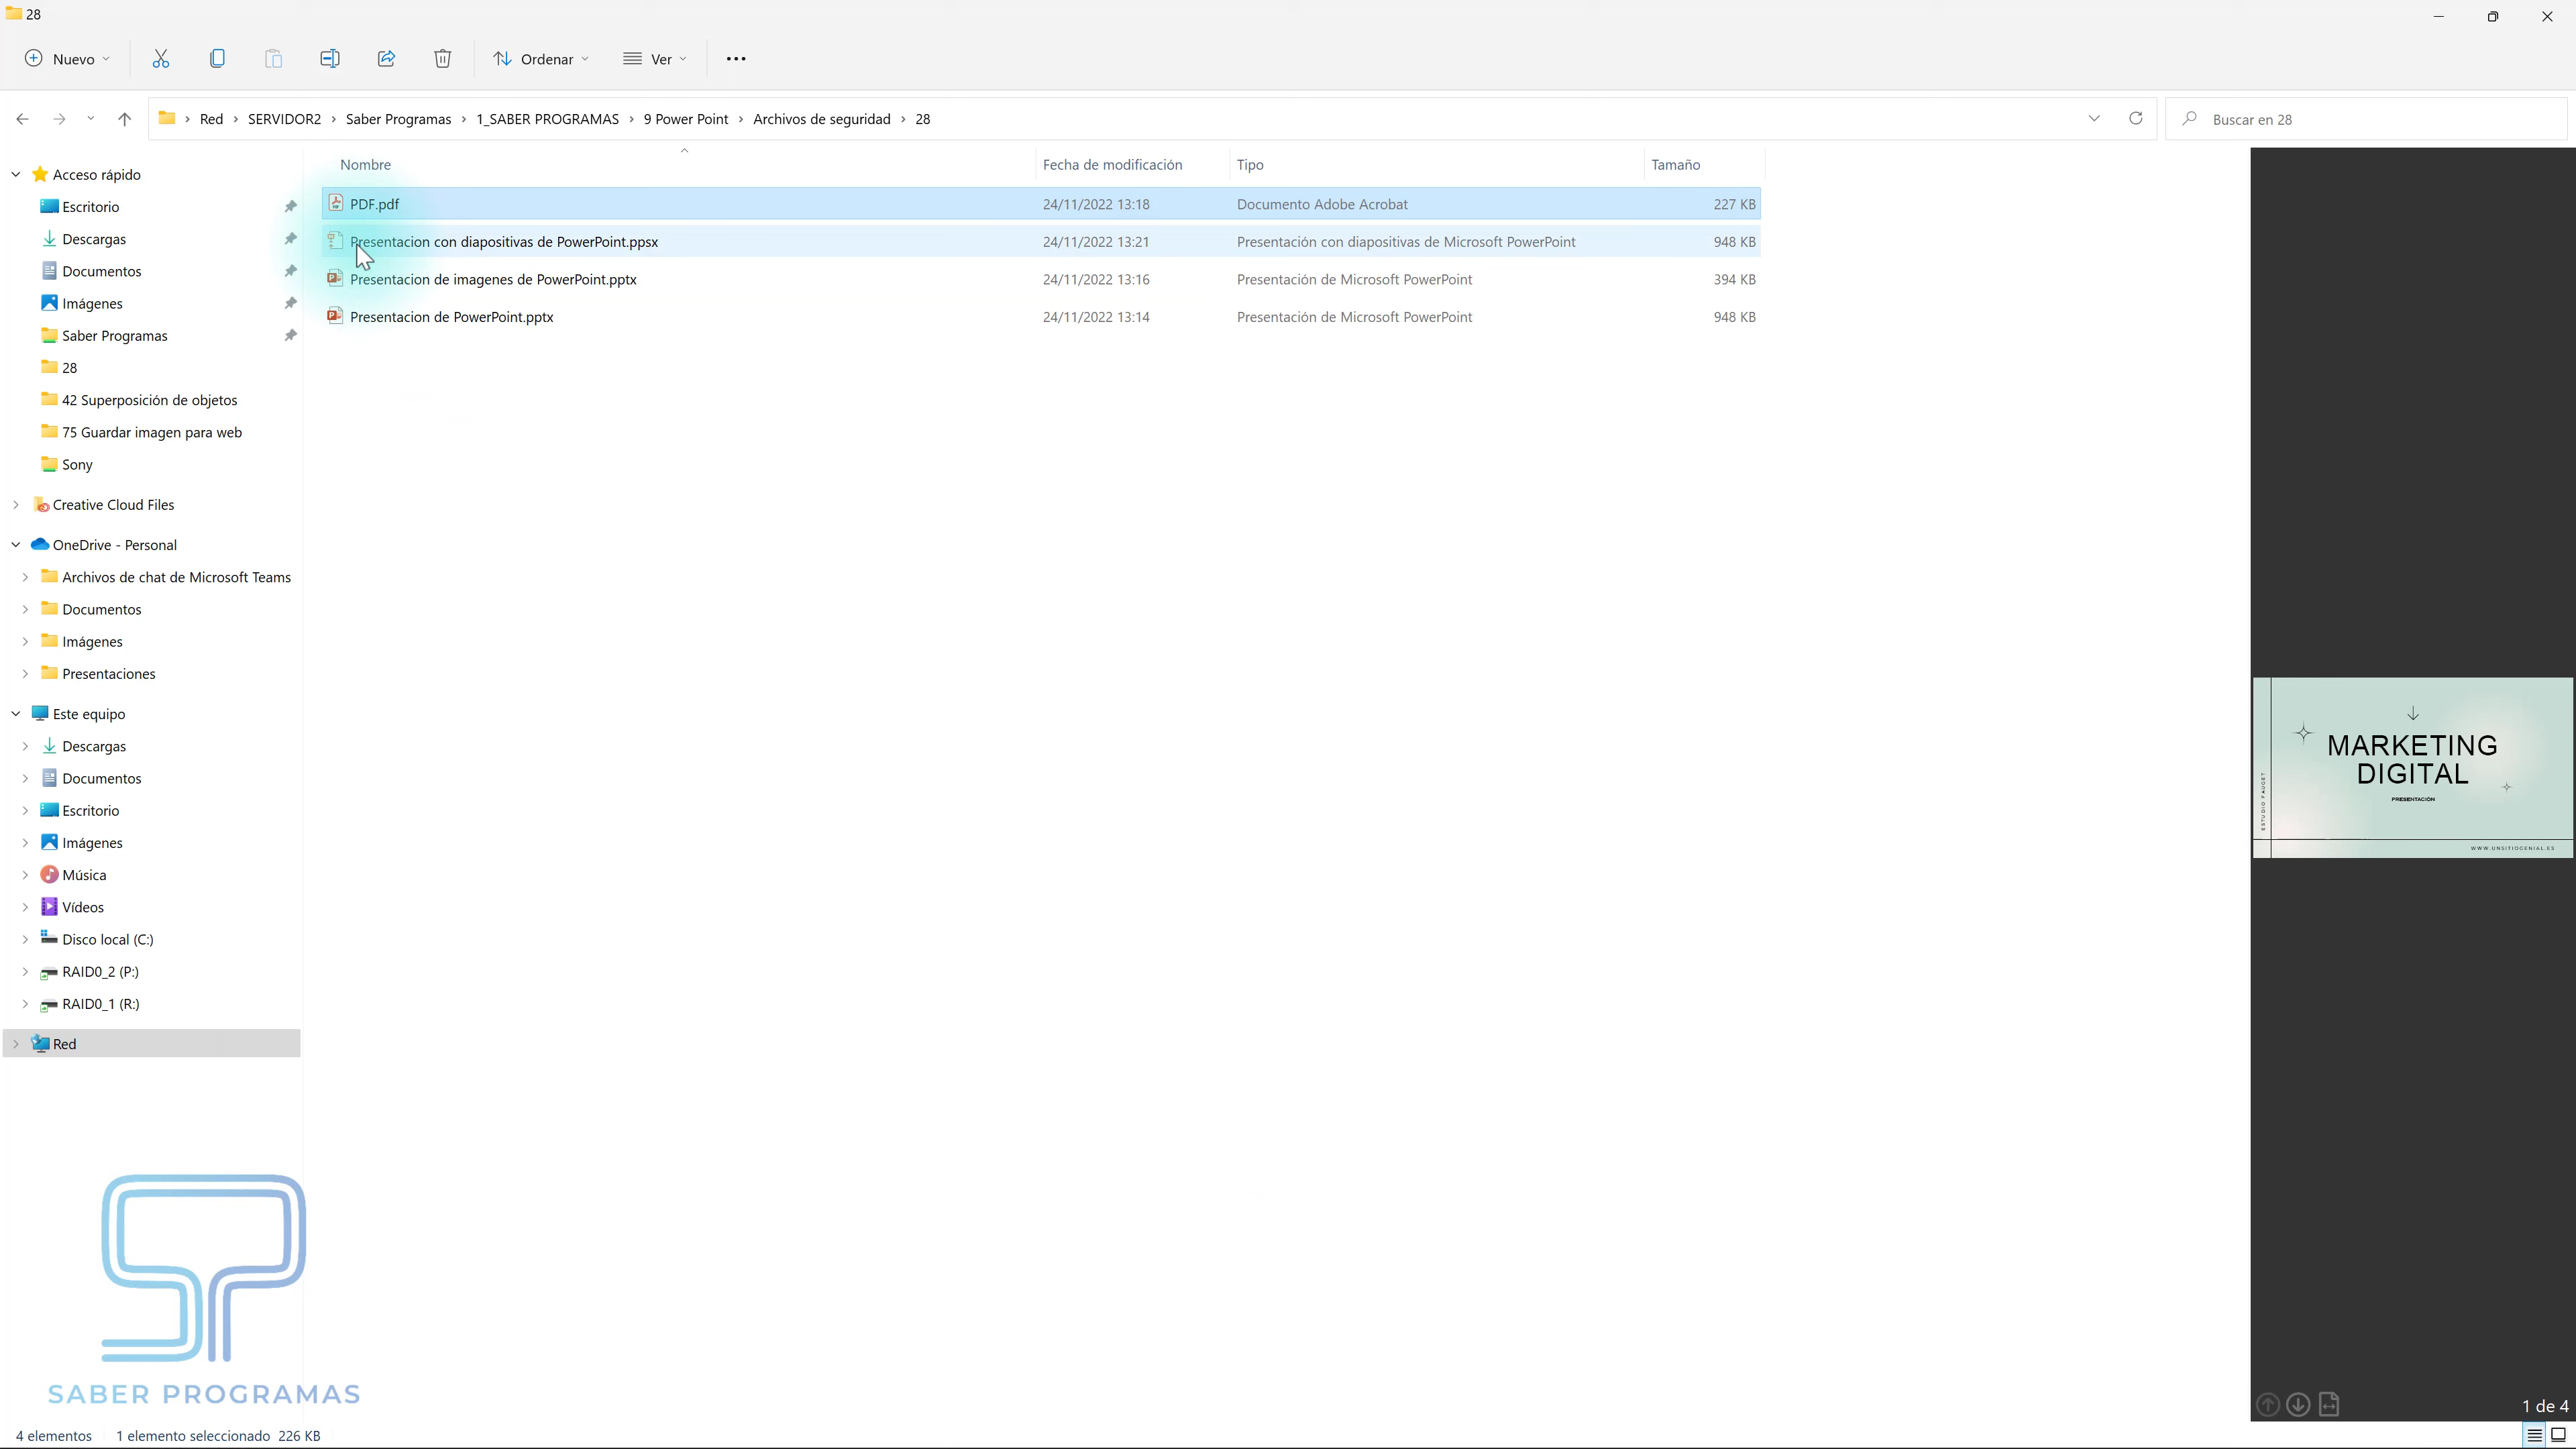 28
Nuevo
Ordenar
Ver
Red > SERVIDOR2 > Saber Programas > 1_SABER PROGRAMAS > 9 Power Point > Archivos de seguridad > 28
Buscar en 28
Nombre Fecha de modificación Tipo Tamaño
PDF.pdf 24/11/2022 13:18 Documento Adobe Acrobat 227 KB
Presentacion con diapositivas de PowerPoint.ppsx 24/11/2022 13:21 Presentación con diapositivas de Microsoft PowerPoint 948 KB
Presentacion de imagenes de PowerPoint.pptx 24/11/2022 13:16 Presentación de Microsoft PowerPoint 394 KB
Presentacion de PowerPoint.pptx 24/11/2022 13:14 Presentación de Microsoft PowerPoint 948 KB
Acceso rápido
Escritorio
Descargas
Documentos
Imágenes
Saber Programas
28
42 Superposición de objetos
75 Guardar imagen para web
Sony
Creative Cloud Files
OneDrive - Personal
Archivos de chat de Microsoft Teams
Documentos
Imágenes
Presentaciones
Este equipo
Descargas
Documentos
Escritorio
Imágenes
Música
Vídeos
Disco local (C:)
RAID0_2 (P:)
RAID0_1 (R:)
Red
MARKETING
DIGITAL
PRESENTACIÓN
ESTUDIO FAUGET
WWW.UNSITIOGENIAL.ES
1 de 4
SABER PROGRAMAS
4 elementos 1 elemento seleccionado 226 KB